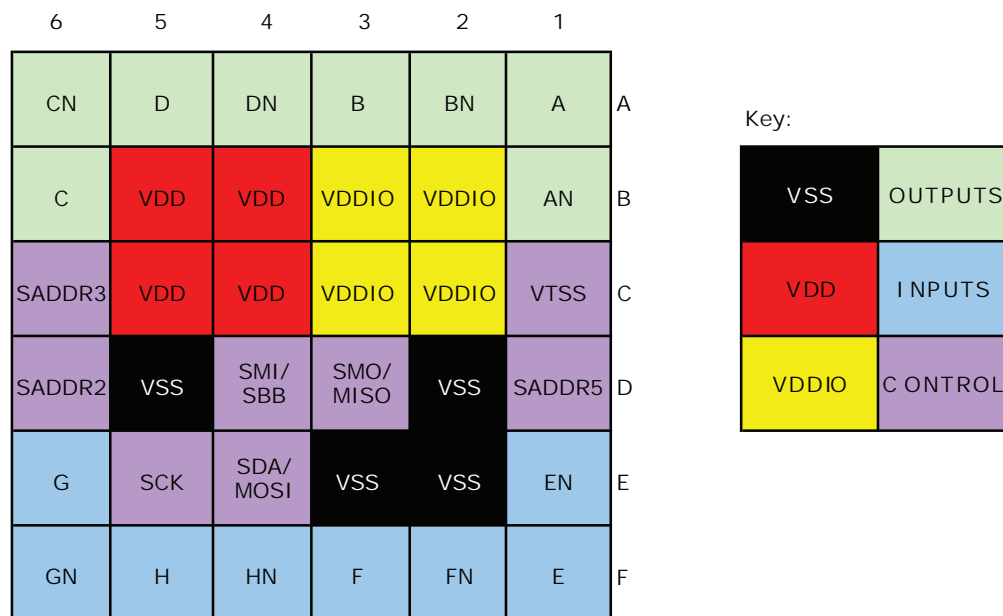 6 5 4 3 2 1
CN D DN B BN A A
C VDD VDD VDDIO VDDIO AN B
SADDR3 VDD VDD VDDIO VDDIO VTSS C
SADDR2 VSS SMI/ SBB SMO/ MISO VSS SADDR5 D
G SCK SDA/ MOSI VSS VSS EN E
GN H HN F FN E F
Key:
VSS OUTPUTS
VDD INPUTS
VDDIO CONTROL